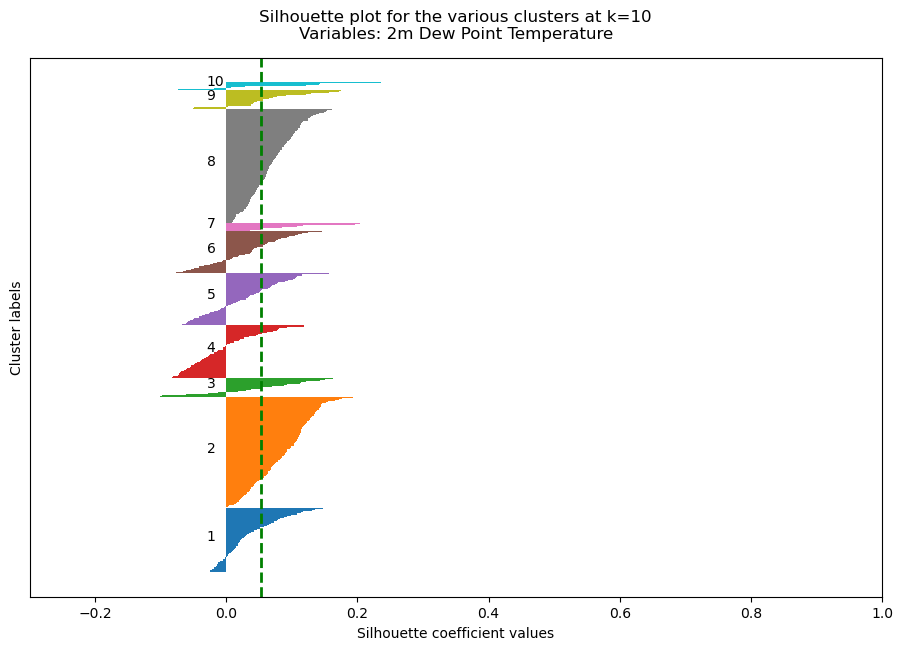 Silhouette plot for the various clusters at k=10
Variables: 2m Dew Point Temperature
10
9
8
7
6
5
4
3
2
1
Cluster labels
−0.2 0.0 0.2 0.4 0.6 0.8 1.0
Silhouette coefficient values